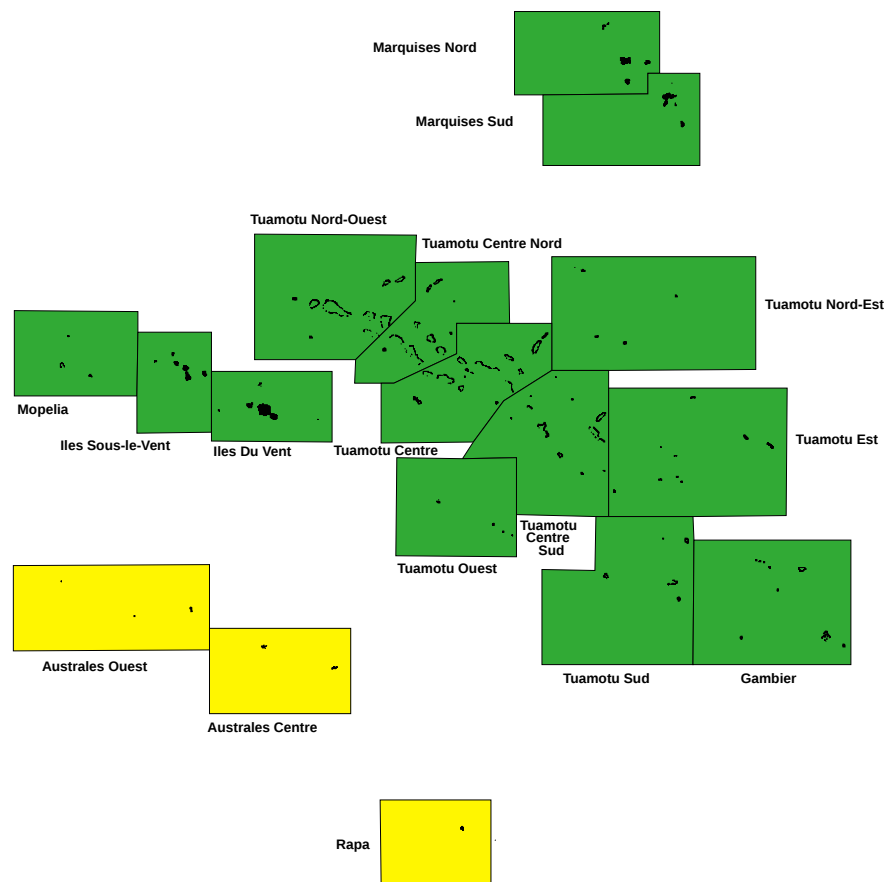 Marquises Nord
Marquises Sud
Tuamotu Nord-Ouest
Tuamotu Centre Nord
Tuamotu Nord-Est
Mopelia
Iles Sous-le-Vent
Iles Du Vent
Tuamotu Centre
Tuamotu Est
Tuamotu
Centre
Sud
Tuamotu Ouest
Australes Ouest
Tuamotu Sud
Gambier
Australes Centre
Rapa